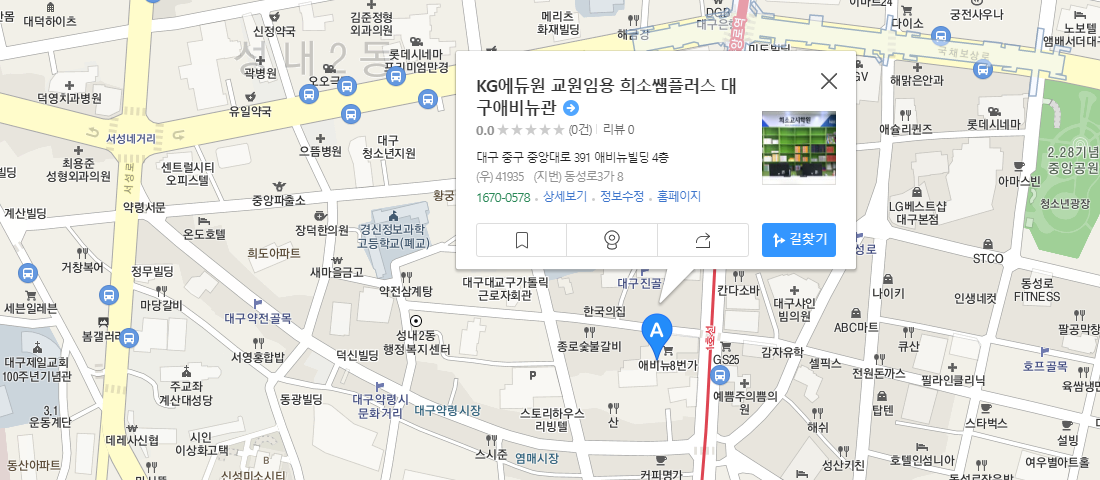 대덕하이츠
김준정형
외과의원
신정약국
메리츠
화재빌딩
해금강
DGB
이마트24
다이소
궁전사우나
노보텔
앰배서더대구
성내2동
롯데시네마
프리미엄만경
곽병원
오오극
국채보상로
해맑은안과
덕영치과병원
유일약국
애슐리퀸즈
롯데시네마
서성네거리
으뜸병원
대구
청소년지원
최용준
성형외과의원
센트럴시티
오피스텔
중앙파출소
서성로
2.28기념
중앙공원
아마스빈
청소년광장
KG에듀원 교원임용 희소쌤플러스 대
구애비뉴관
0.0 ★★★★★ (0건) 리뷰 0
대구 중구 중앙대로 391 애비뉴빌딩 4층
(우) 41935 (지번) 동성로3가 8
1670-0578 상세보기 정보수정 홈페이지
길찾기
희소교시학원
계산빌딩
약령서문
온도호텔
장덕한의원
경신정보과학
고등학교(폐교)
LG베스트샵
대구본점
거창복어
정무빌딩
희도아파트
새마을금고
STCO
세븐일레븐
마당갈비
대구약전골목
약전삼계탕
대구대교구가톨릭
근로자회관
대구진골
한국의집
칸다소바
대구샤인
빔의원
나이키
인생네컷
동성로
FITNESS
봄갤러리
성내2동
행정복지센터
종로숯불갈비
A
1호선
ABC마트
팔공막창
대구제일교회
100주년기념관
서영홍합밥
덕신빌딩
애비뉴8번가
GS25
감자유학
셀픽스
큐산
호프골목
주교좌
계산대성당
P
전원돈까스
필라인클리닉
육쌈냉면
3.1
운동계단
동광빌딩
대구약령시
문화거리
대구약령시장
스토리하우스
리빙텔
산
예쁨주의쁨의
원
탑텐
해쉬
스타벅스
데레사신협
시인
이상화고택
스시준
염매시장
설빙
동산아파트
신성미소시티
커피명가
성산키친
호텔인섬니아
여우별아트홀